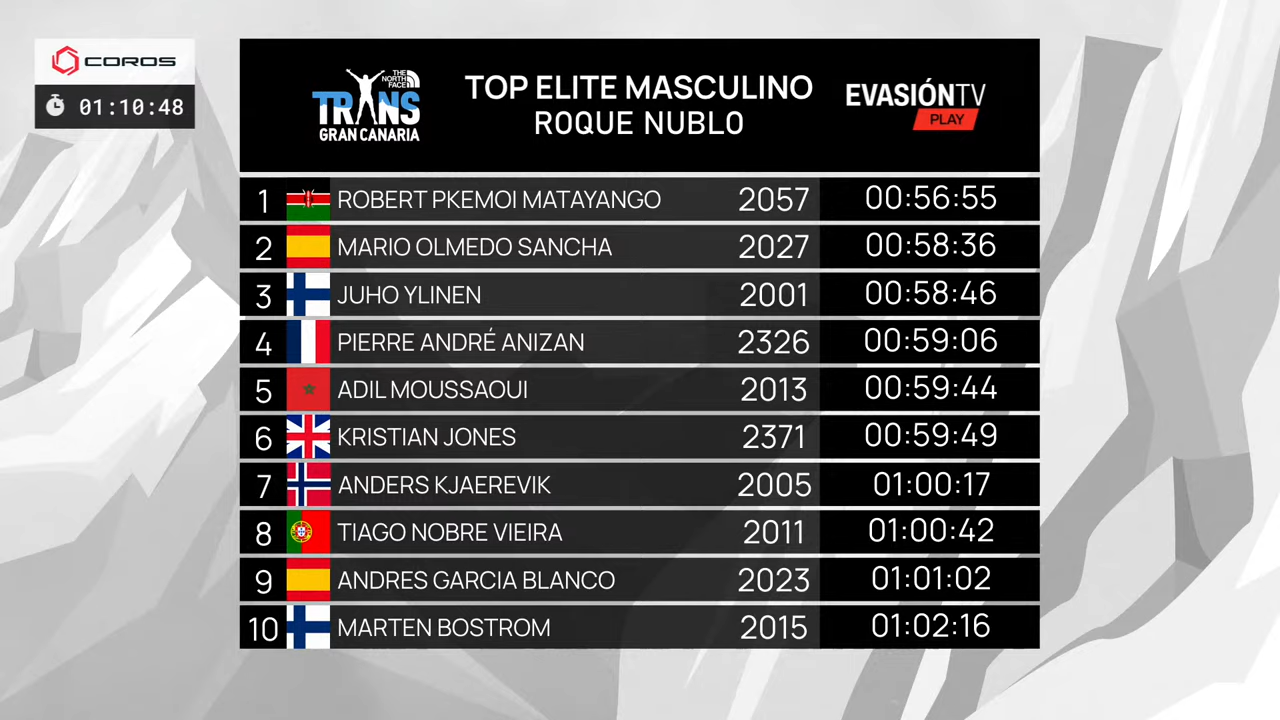 COROS
01:10:48
THE NORTH FACE
TRANS
GRAN CANARIA
TOP ELITE MASCULINO
ROQUE NUBLO
EVASIÓNTV
PLAY
1 ROBERT PKEMOI MATAYANGO 2057 00:56:55
2 MARIO OLMEDO SANCHA 2027 00:58:36
3 JUHO YLINEN 2001 00:58:46
4 PIERRE ANDRÉ ANIZAN 2326 00:59:06
5 ADIL MOUSSAOUI 2013 00:59:44
6 KRISTIAN JONES 2371 00:59:49
7 ANDERS KJAEREVIK 2005 01:00:17
8 TIAGO NOBRE VIEIRA 2011 01:00:42
9 ANDRES GARCIA BLANCO 2023 01:01:02
10 MARTEN BOSTROM 2015 01:02:16